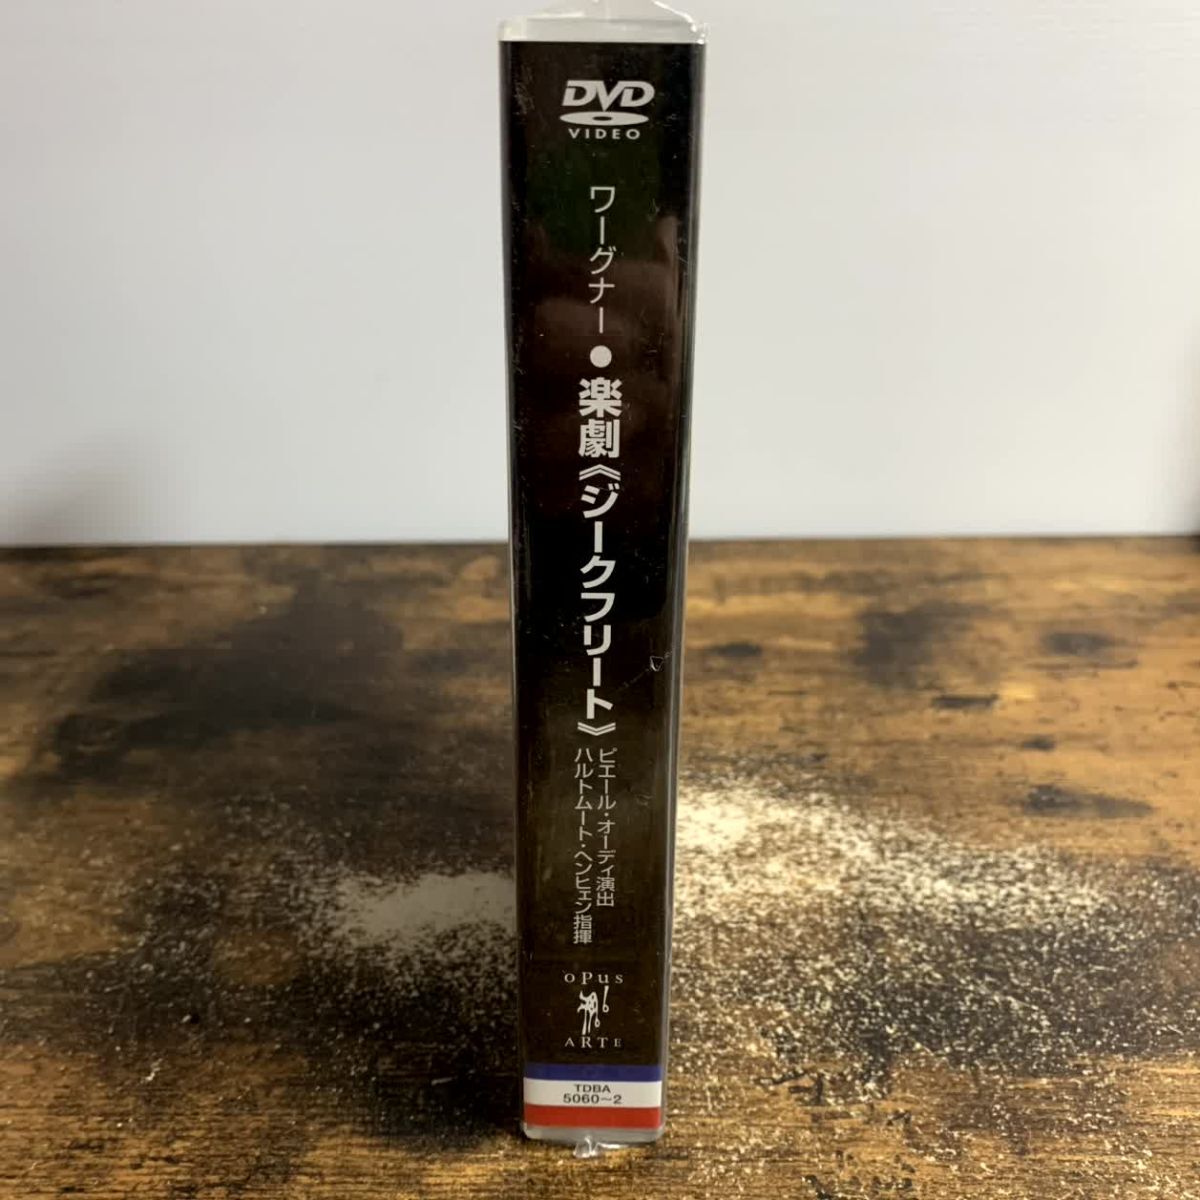 DVD
VIDEO
ワーグナー●楽劇《ジークフリート》
ピエール・オーディ演出
ハルトムート・ヘンヒェン指揮
oPus
ARTE
TDBA
5060〜2